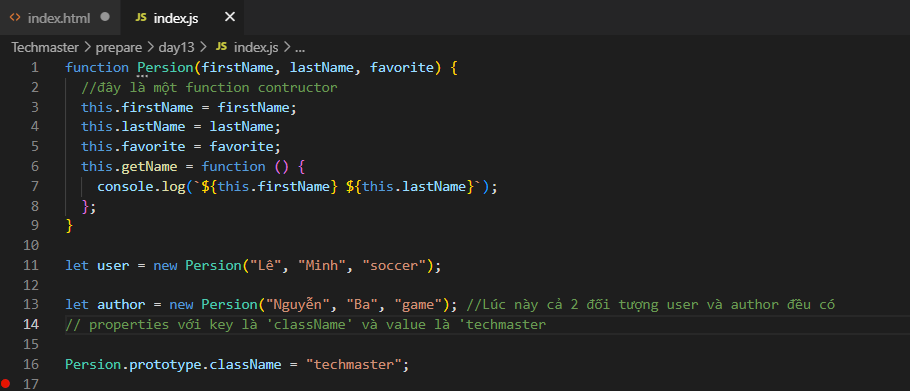 index.html
JS index.js
Techmaster > prepare > day13 > JS index.js > ...
1 function Persion(firstName, lastName, favorite) {
2 //đây là một function contructor
3 this.firstName = firstName;
4 this.lastName = lastName;
5 this.favorite = favorite;
6 this.getName = function () {
7 console.log(`${this.firstName} ${this.lastName}`);
8 };
9 }
10
11 let user = new Persion("Lê", "Minh", "soccer");
12
13 let author = new Persion("Nguyễn", "Ba", "game"); //Lúc này cả 2 đối tượng user và author đều có
14 // properties với key là 'className' và value là 'techmaster
15
16 Persion.prototype.className = "techmaster";
17